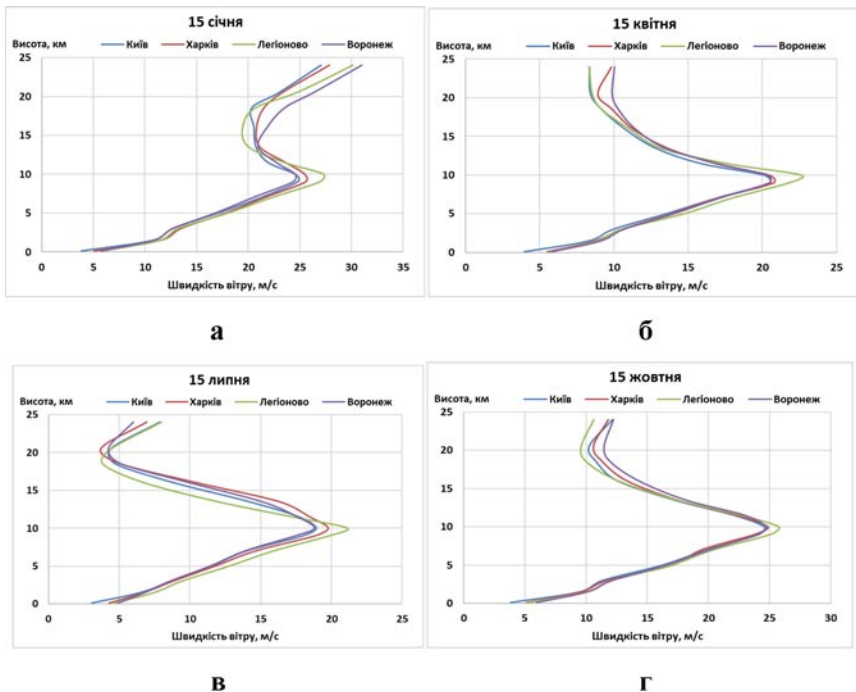 15 січня
Висота, км
Київ Харків Легіоново Воронеж
25
20
15
10
5
0
0 5 10 15 20 25 30 35
Швидкість вітру, м/с
а
15 квітня
Висота, км
Київ Харків Легіоново Воронеж
25
20
15
10
5
0
0 5 10 15 20 25
Швидкість вітру, м/с
б
15 липня
Висота, км
Київ Харків Легіоново Воронеж
25
20
15
10
5
0
0 5 10 15 20 25
Швидкість вітру, м/с
в
15 жовтня
Висота, км
Київ Харків Легіоново Воронеж
25
20
15
10
5
0
0 5 10 15 20 25 30
Швидкість вітру, м/с
г